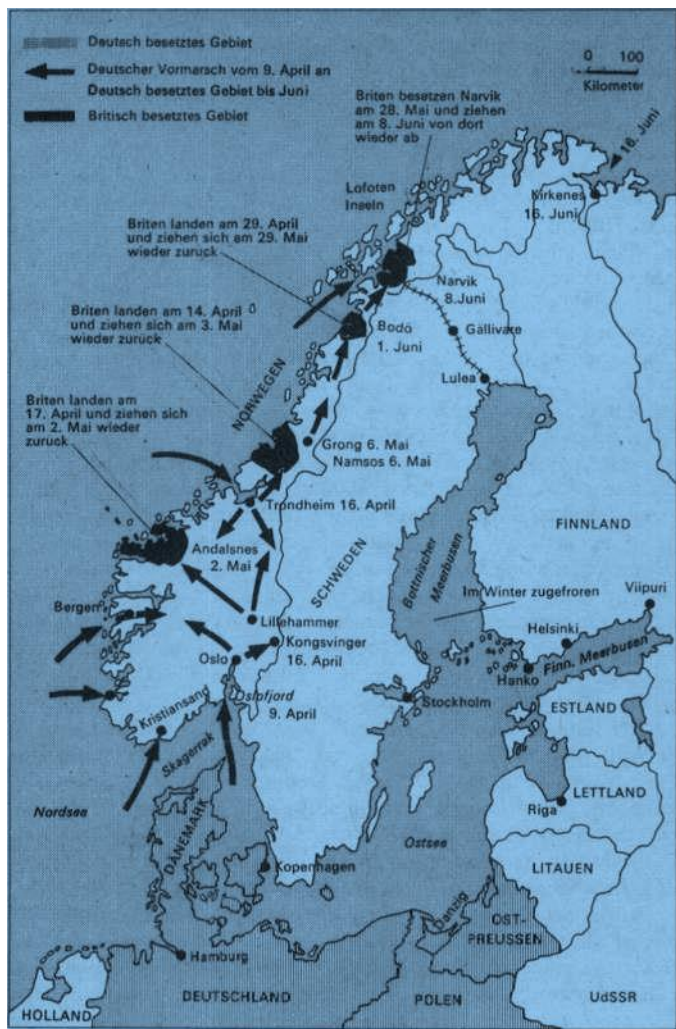 Deutsch besetztes Gebiet
Deutscher Vormarsch vom 9. April an
Deutsch besetztes Gebiet bis Juni
Britisch besetztes Gebiet
0 100
Kilometer
Briten besetzen Narvik
am 28. Mai und ziehen
am 8. Juni von dort
wieder ab
16. Juni
Kirkenes
16. Juni
Lofoten
Inseln
Briten landen am 29. April
und ziehen sich am 29. Mai
wieder zurück
Narvik
8. Juni
Gällivare
Bodö
1. Juni
Lulea
Briten landen am 14. April
und ziehen sich am 3. Mai
wieder zurück
NORWEGEN
Briten landen am
17. April und ziehen sich
am 2. Mai wieder
zurück
Grong 6. Mai
Namsos 6. Mai
Trondheim 16. April
Andalsnes
2. Mai
SCHWEDEN
Bottnischer
Meerbusen
FINNLAND
Im Winter zugefroren
Viipuri
Bergen
Lillehammer
Kongsvinger
16. April
Oslo
Helsinki
Finn. Meerbusen
Hanko
Oslofjord
9. April
Kristiansand
Stockholm
ESTLAND
Skagerrak
Nordsee
LETTLAND
Riga
DÄNEMARK
Kopenhagen
Ostsee
LITAUEN
Danzig
OST-
PREUSSEN
Hamburg
HOLLAND
DEUTSCHLAND
POLEN
UdSSR